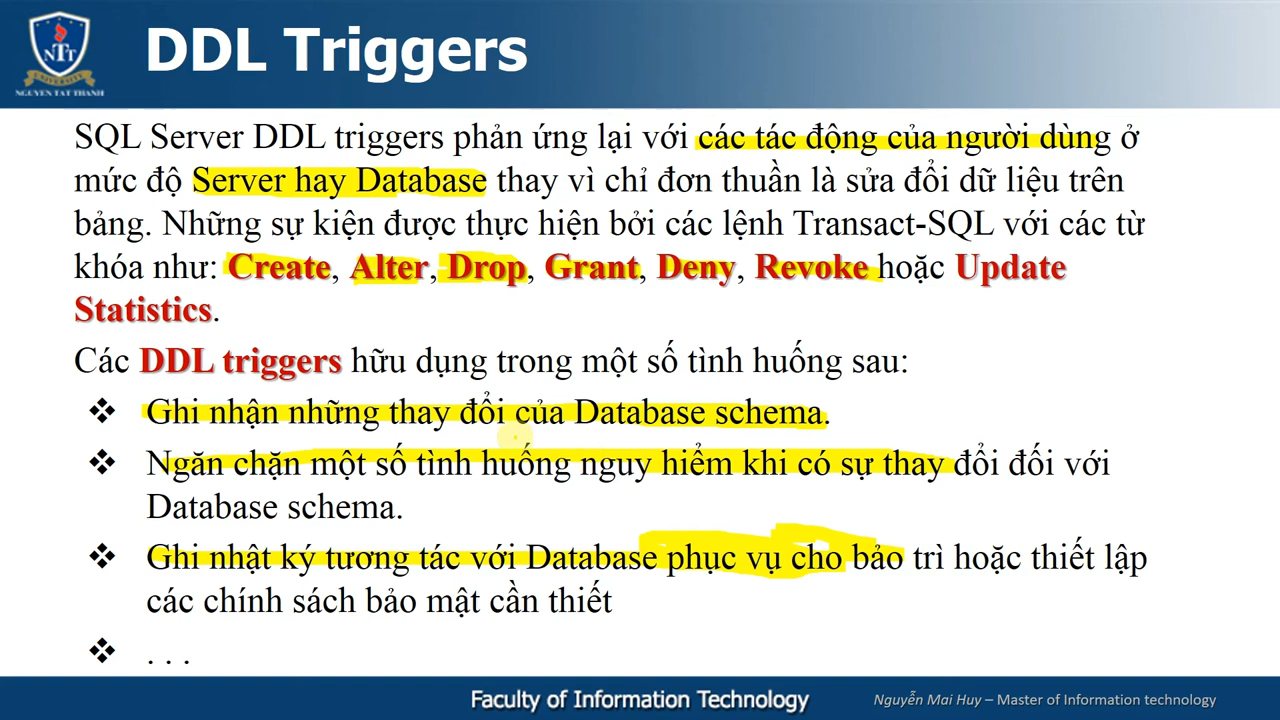 NTT
UNIVERSITY
NGUYEN TAT THANH
DDL Triggers
SQL Server DDL triggers phản ứng lại với các tác động của người dùng ở
mức độ Server hay Database thay vì chỉ đơn thuần là sửa đổi dữ liệu trên
bảng. Những sự kiện được thực hiện bởi các lệnh Transact-SQL với các từ
khóa như: Create, Alter, Drop, Grant, Deny, Revoke hoặc Update
Statistics.
Các DDL triggers hữu dụng trong một số tình huống sau:
❖ Ghi nhận những thay đổi của Database schema.
❖ Ngăn chặn một số tình huống nguy hiểm khi có sự thay đổi đối với
Database schema.
❖ Ghi nhật ký tương tác với Database phục vụ cho bảo trì hoặc thiết lập
các chính sách bảo mật cần thiết
❖ . . .
Faculty of Information Technology
Nguyễn Mai Huy – Master of Information technology